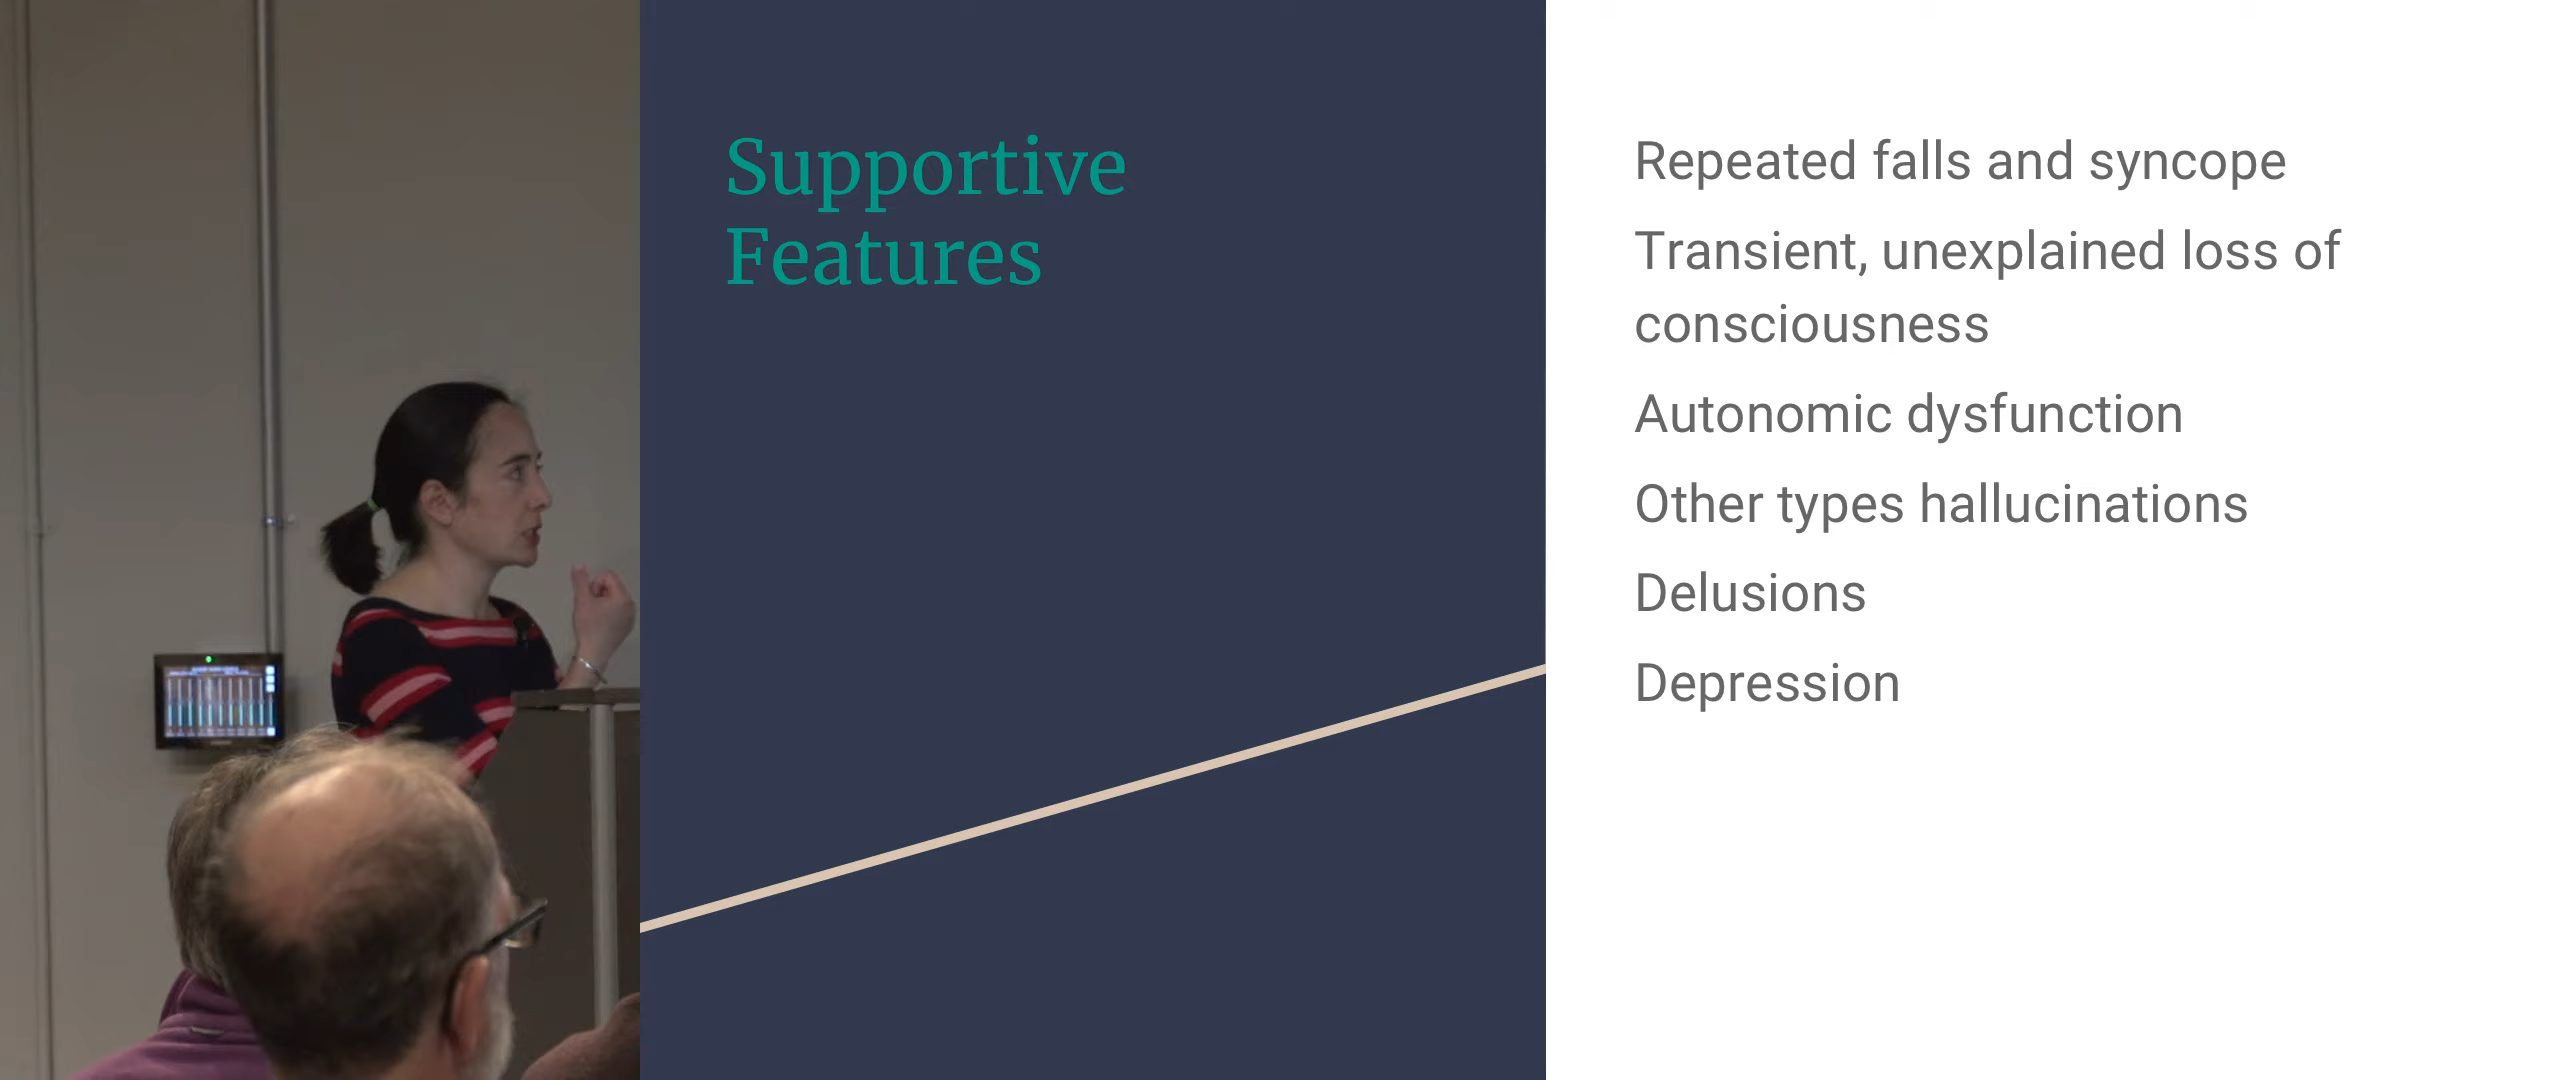 Supportive
Features
Repeated falls and syncope
Transient, unexplained loss of
consciousness
Autonomic dysfunction
Other types hallucinations
Delusions
Depression